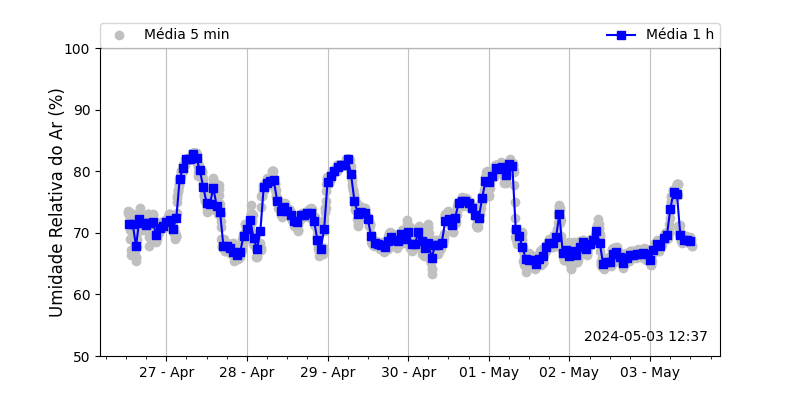 Média 5 min
Média 1 h
Umidade Relativa do Ar (%)
100
90
80
70
60
50
2024-05-03 12:37
27 - Apr
28 - Apr
29 - Apr
30 - Apr
01 - May
02 - May
03 - May